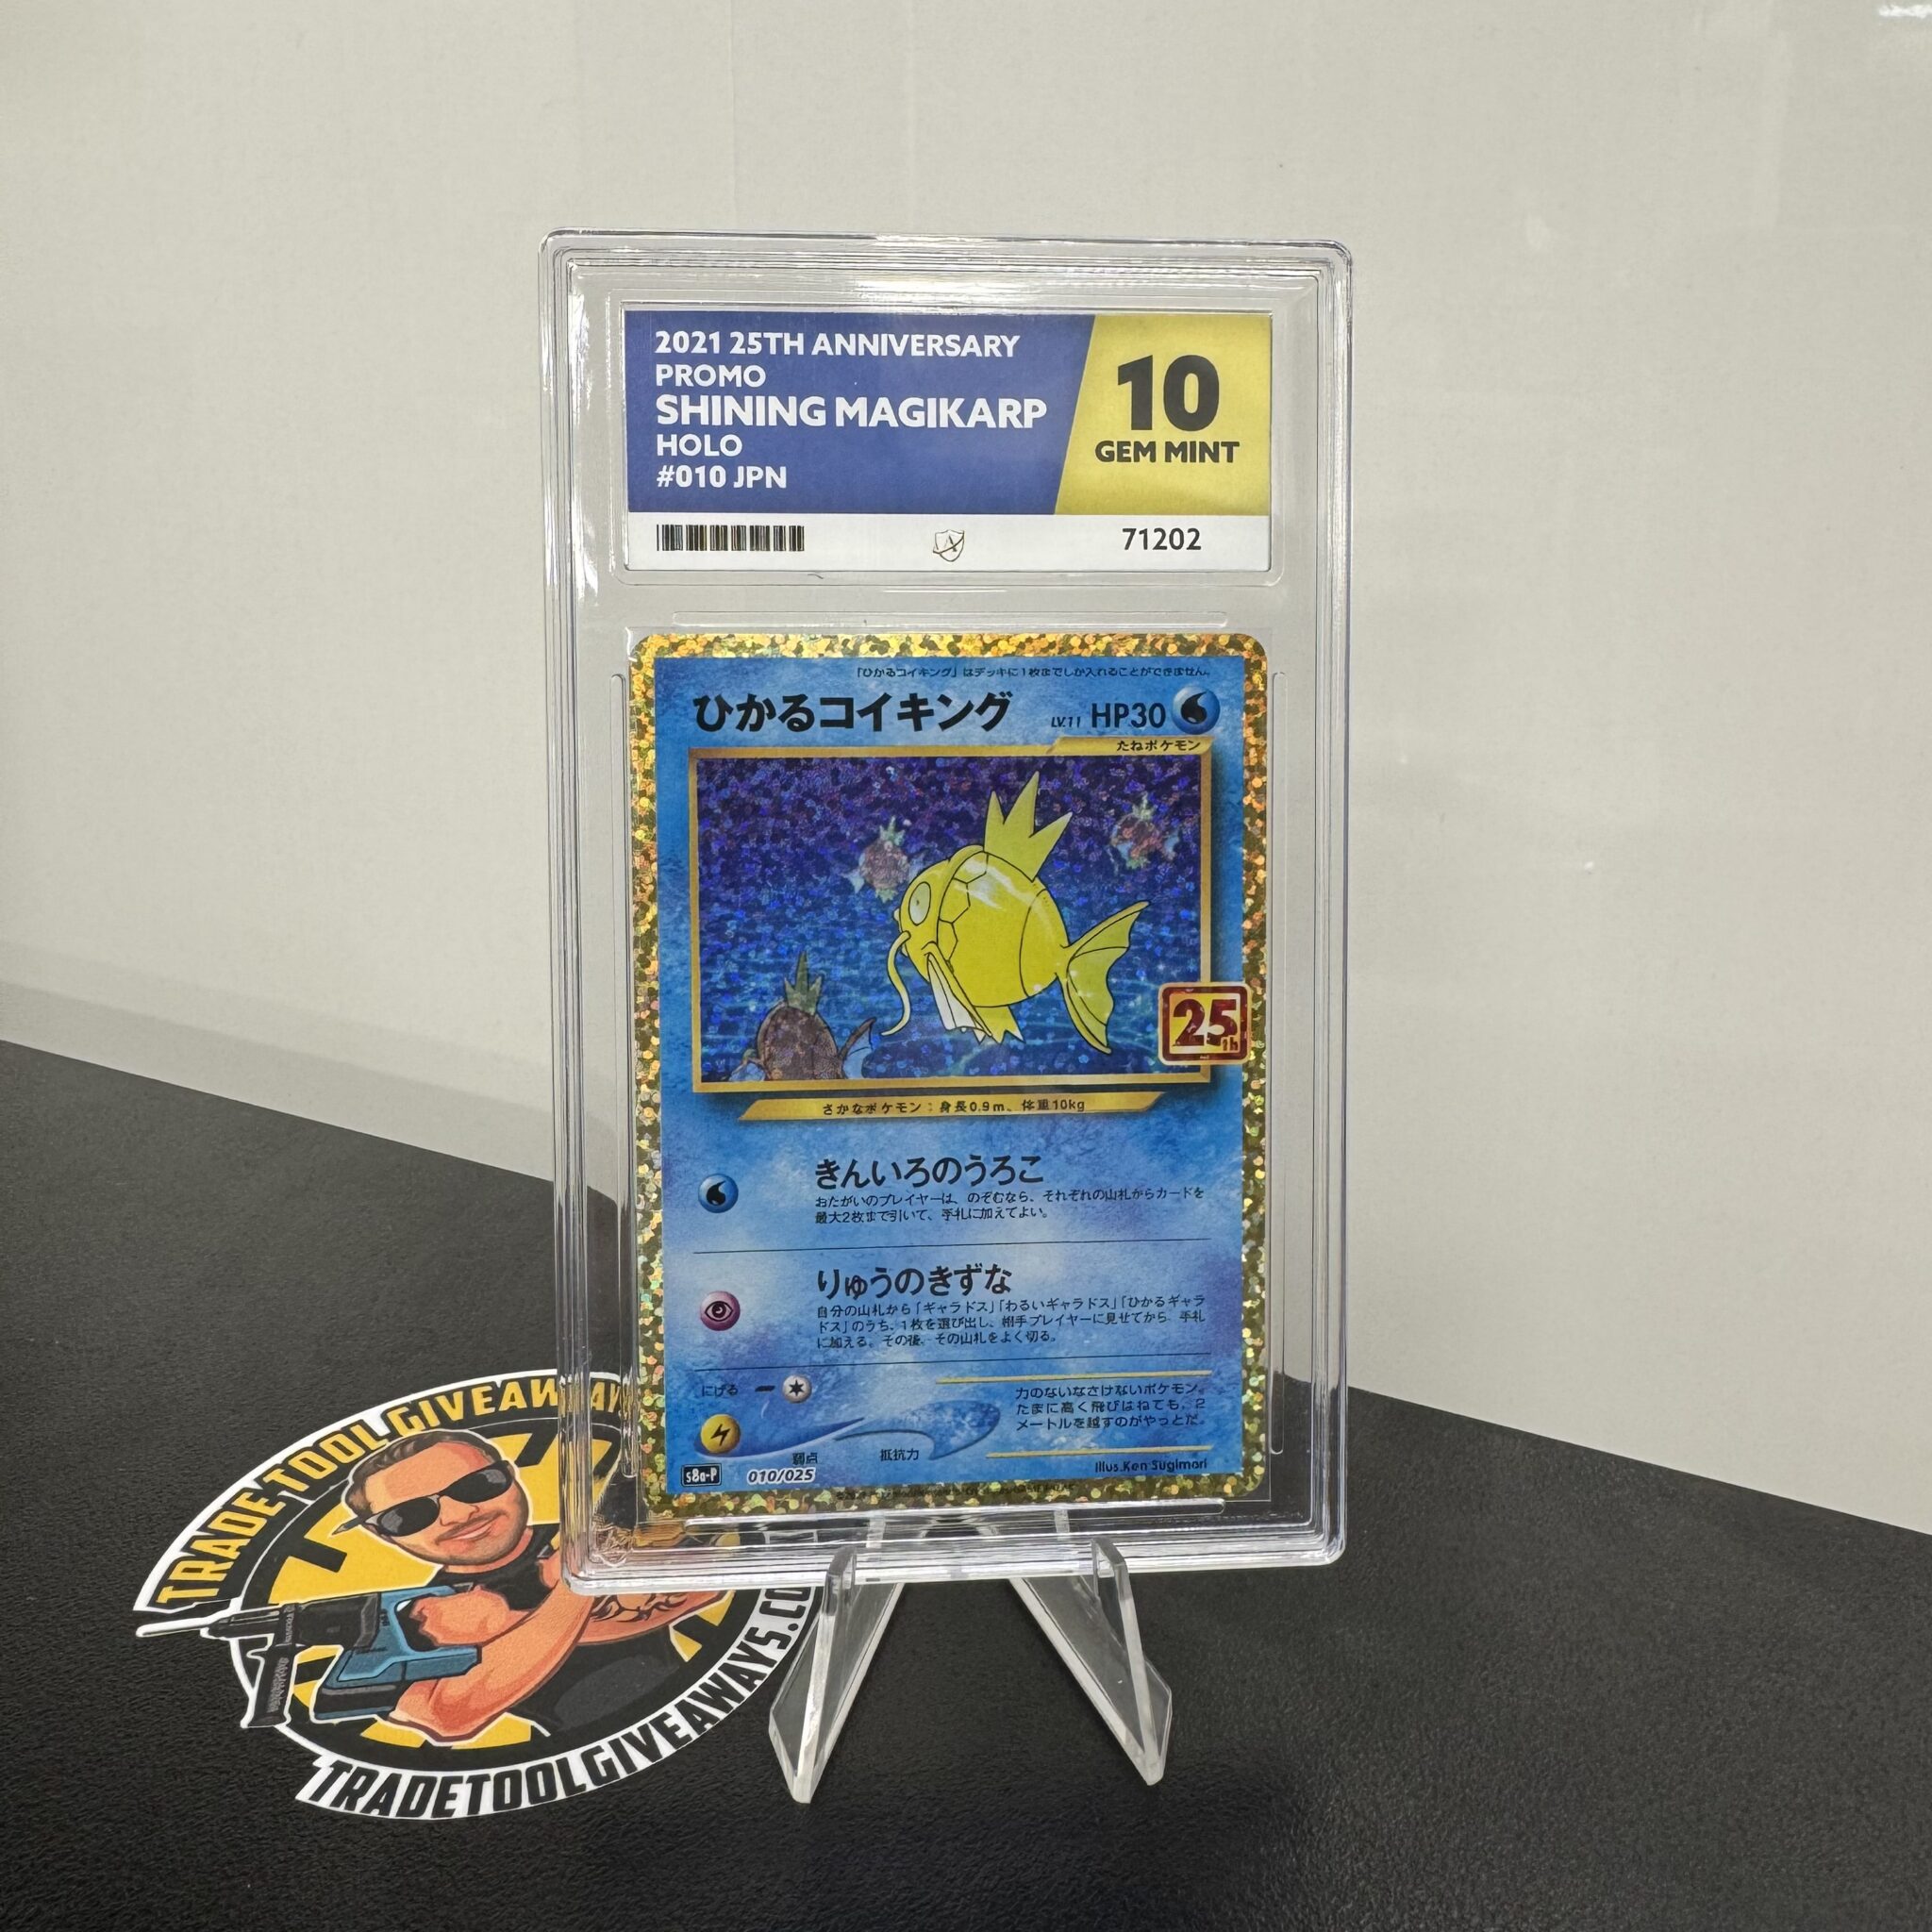 2021 25TH ANNIVERSARY
PROMO
SHINING MAGIKARP
HOLO
#010 JPN
10
GEM MINT
71202
「ひかるコイキング」はデッキに1枚までしか入れることができません。
ひかるコイキング LV.11 HP30
たねポケモン
25th
さかなポケモン：身長0.9m、体重10kg
きんいろのうろこ
おたがいのプレイヤーは、のぞむなら、それぞれの山札からカードを
最大2枚まで引いて、手札に加えてよい。
りゅうのきずな
自分の山札から「ギャラドス」「わるいギャラドス」「ひかるギャラ
ドス」のうち、1枚を選び出し、相手プレイヤーに見せてから、手札
に加える。その後、その山札をよく切る。
にげる
力のないなさけないポケモン。
たまに高く飛びはねても、2
メートルを越すのがやっとだ。
弱点
抵抗力
s8a-P 010/025
Illus.Ken Sugimori
TRADE TOOL GIVEAWAYS
TRADETOOLGIVEAWAYS.CO